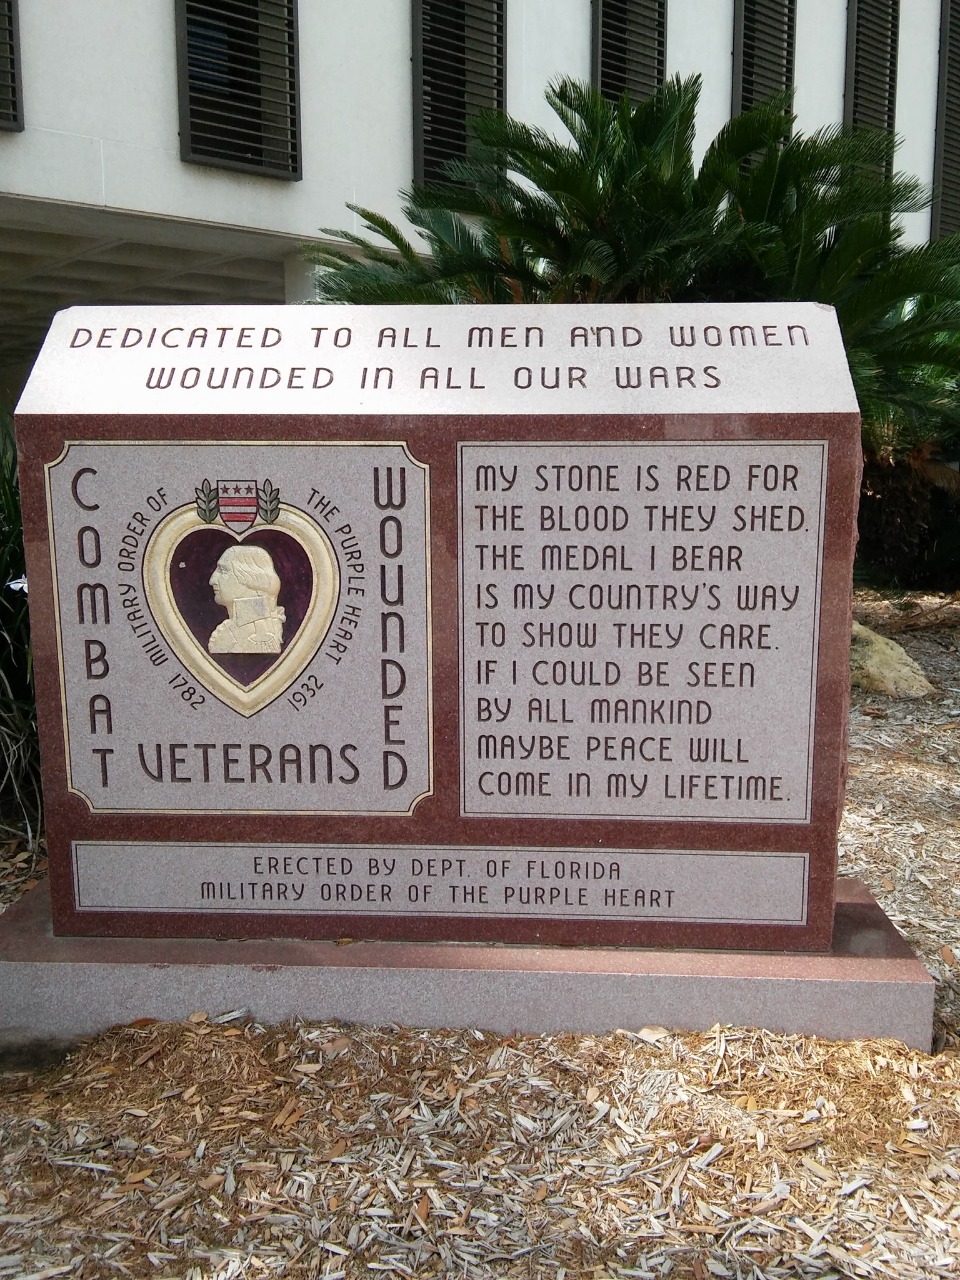 DEDICATED TO ALL MEN AND WOMEN
WOUNDED IN ALL OUR WARS
COMBAT
WOUNDED
VETERANS
MILITARY ORDER OF
THE PURPLE HEART
1782
1932
MY STONE IS RED FOR
THE BLOOD THEY SHED.
THE MEDAL I BEAR
IS MY COUNTRY'S WAY
TO SHOW THEY CARE.
IF I COULD BE SEEN
BY ALL MANKIND
MAYBE PEACE WILL
COME IN MY LIFETIME.
ERECTED BY DEPT. OF FLORIDA
MILITARY ORDER OF THE PURPLE HEART